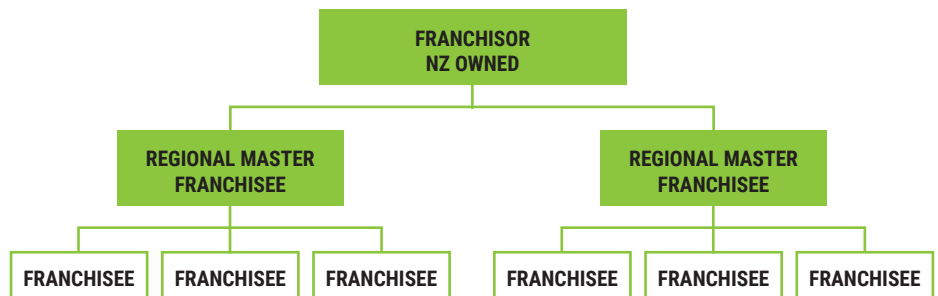 FRANCHISOR
NZ OWNED
REGIONAL MASTER
FRANCHISEE
REGIONAL MASTER
FRANCHISEE
FRANCHISEE
FRANCHISEE
FRANCHISEE
FRANCHISEE
FRANCHISEE
FRANCHISEE